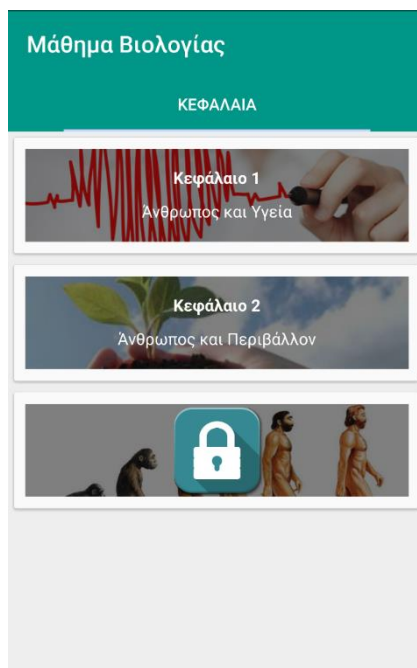 Μάθημα Βιολογίας
ΚΕΦΑΛΑΙΑ
Κεφάλαιο 1
Άνθρωπος και Υγεία
Κεφάλαιο 2
Άνθρωπος και Περιβάλλον